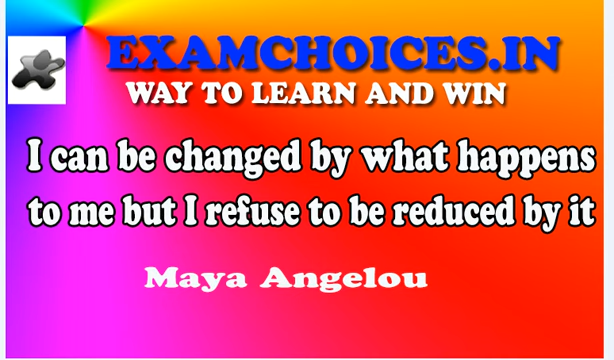 EXAMCHOICES.IN
WAY TO LEARN AND WIN
I can be changed by what happens
to me but I refuse to be reduced by it
Maya Angelou